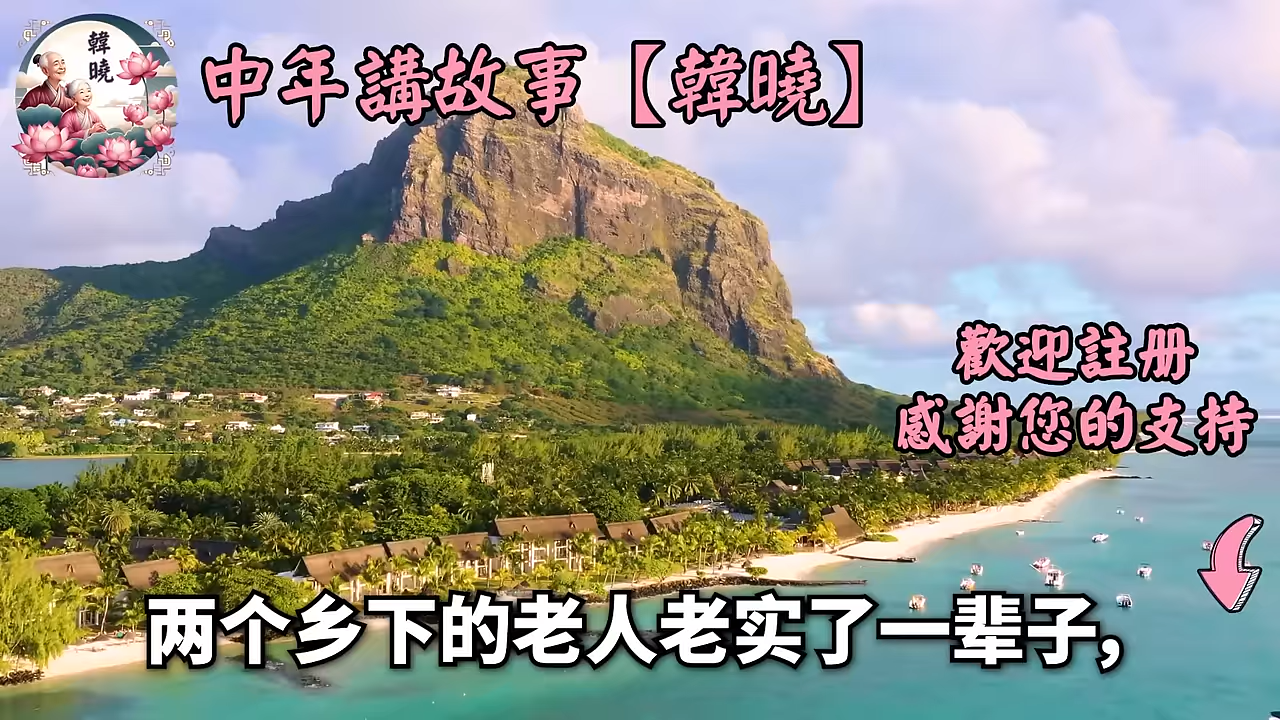 韓
曉
中年講故事【韓曉】
歡迎註册
感謝您的支持
两个乡下的老人老实了一辈子，